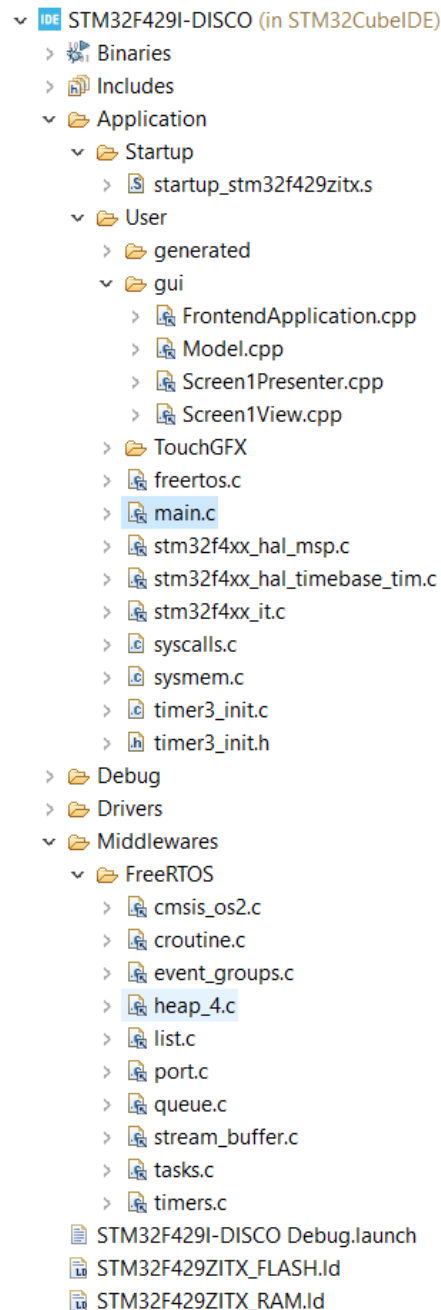 IDE STM32F429I-DISCO (in STM32CubeIDE)
Binaries
Includes
Application
Startup
startup_stm32f429zitx.s
User
generated
gui
FrontendApplication.cpp
Model.cpp
Screen1Presenter.cpp
Screen1View.cpp
TouchGFX
freertos.c
main.c
stm32f4xx_hal_msp.c
stm32f4xx_hal_timebase_tim.c
stm32f4xx_it.c
syscalls.c
sysmem.c
timer3_init.c
timer3_init.h
Debug
Drivers
Middlewares
FreeRTOS
cmsis_os2.c
croutine.c
event_groups.c
heap_4.c
list.c
port.c
queue.c
stream_buffer.c
tasks.c
timers.c
STM32F429I-DISCO Debug.launch
STM32F429ZITX_FLASH.ld
STM32F429ZITX_RAM.ld